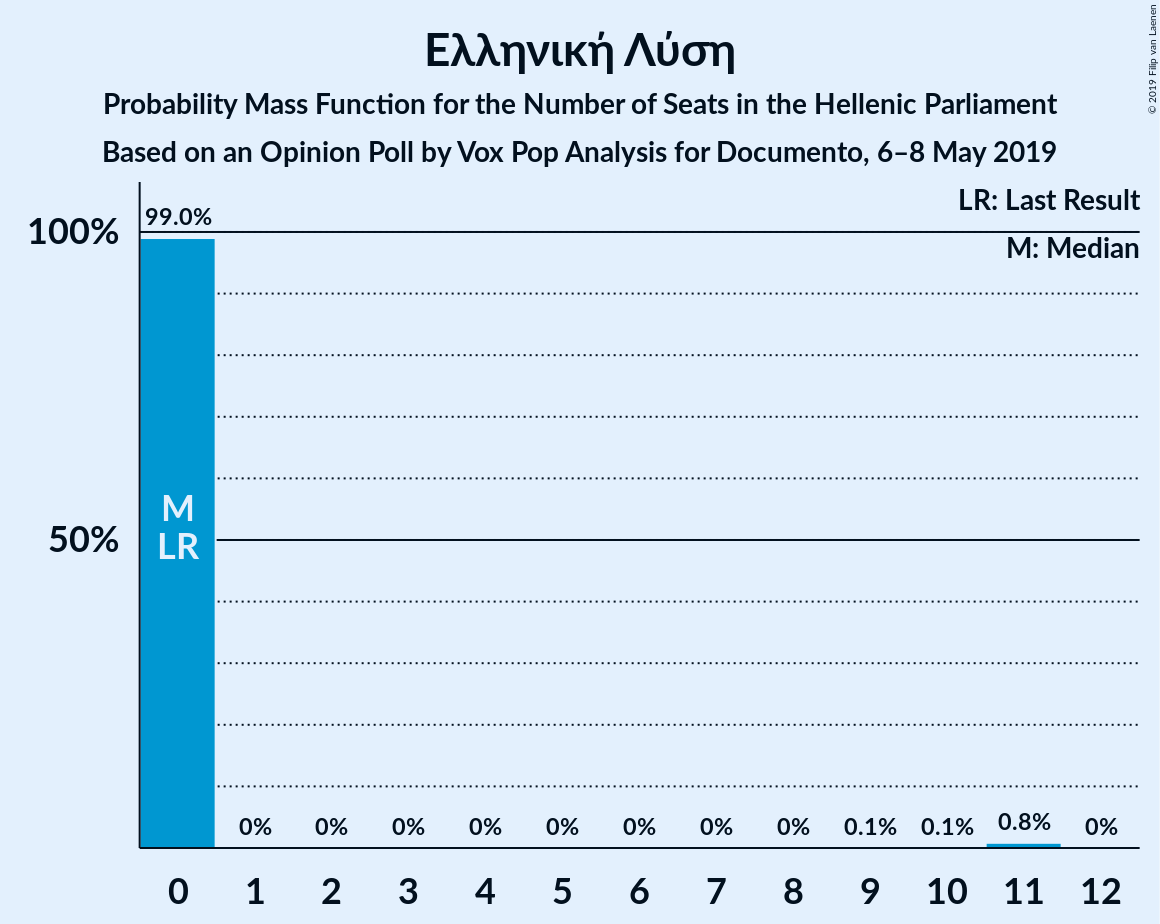 Ελληνική Λύση
Probability Mass Function for the Number of Seats in the Hellenic Parliament
Based on an Opinion Poll by Vox Pop Analysis for Documento, 6–8 May 2019
© 2019 Filip van Laenen
LR: Last Result
M: Median
99.0%
100%
50%
M
LR
0% 0% 0% 0% 0% 0% 0% 0% 0.1% 0.1% 0.8% 0%
0 1 2 3 4 5 6 7 8 9 10 11 12